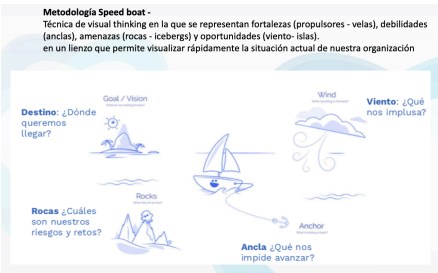 Metodología Speed boat -
Técnica de visual thinking en la que se representan fortalezas (propulsores - velas), debilidades
(anclas), amenazas (rocas - icebergs) y oportunidades (viento- islas).
en un lienzo que permite visualizar rápidamente la situación actual de nuestra organización
Goal / Vision
Wind
Destino: ¿Dónde
queremos
llegar?
Viento: ¿Qué
nos implusa?
Rocks
Rocas ¿Cuáles
son nuestros
riesgos y retos?
Anchor
Ancla ¿Qué nos
impide avanzar?